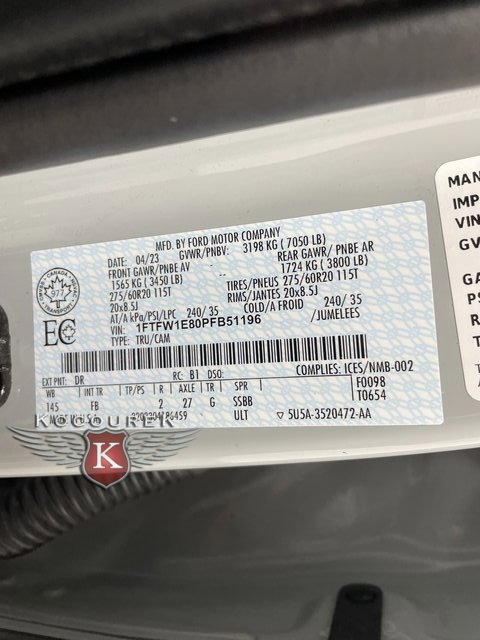 MFD. BY FORD MOTOR COMPANY
DATE: 04/23 GVWR/PNBV: 3198 KG ( 7050 LB)
FRONT GAWR/PNBE AV REAR GAWR/ PNBE AR
1565 KG ( 3450 LB) 1724 KG ( 3800 LB)
275/60R20 115T TIRES/PNEUS 275/60R20 115T
20x8.5J RIMS/JANTES 20x8.5J
AT/A kPa/PSI/LPC 240/ 35 COLD/A FROID 240/ 35
VIN: 1FTFW1E80PFB51196 /JUMELEES
TYPE: TRU/CAM
CANADA
TRANSPORT
EC
EXT PNT: DR RC: B1 DSO: COMPLIES: ICES/NMB-002
WB INT TR TP/PS R AXLE TR SPR F0098
145 FB 2 27 G SSBB T0654
ULT 5U5A-3520472-AA
KOCOUREK
K
MAN
IMP
VIN
GV
GA
PS
R
TI